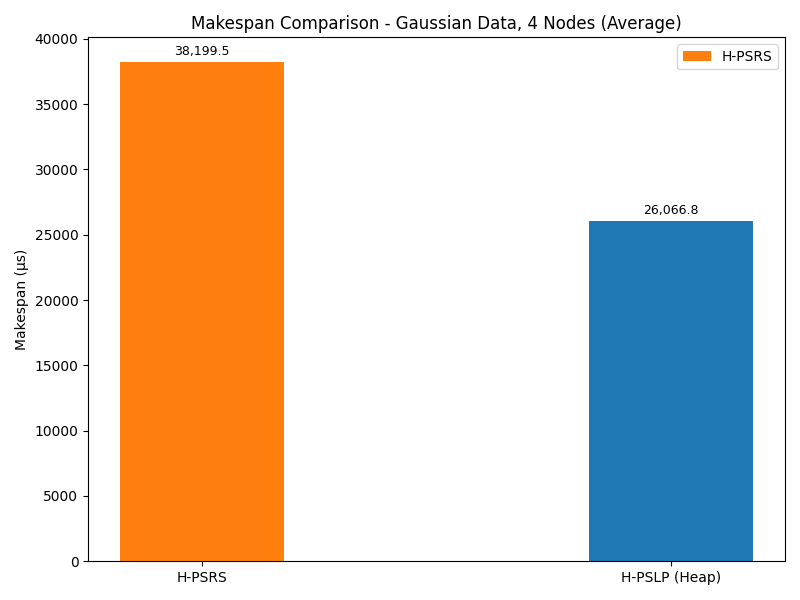 Makespan Comparison - Gaussian Data, 4 Nodes (Average)
Makespan (µs)
40000
35000
30000
25000
20000
15000
10000
5000
0
38,199.5
26,066.8
H-PSRS
H-PSRS
H-PSLP (Heap)